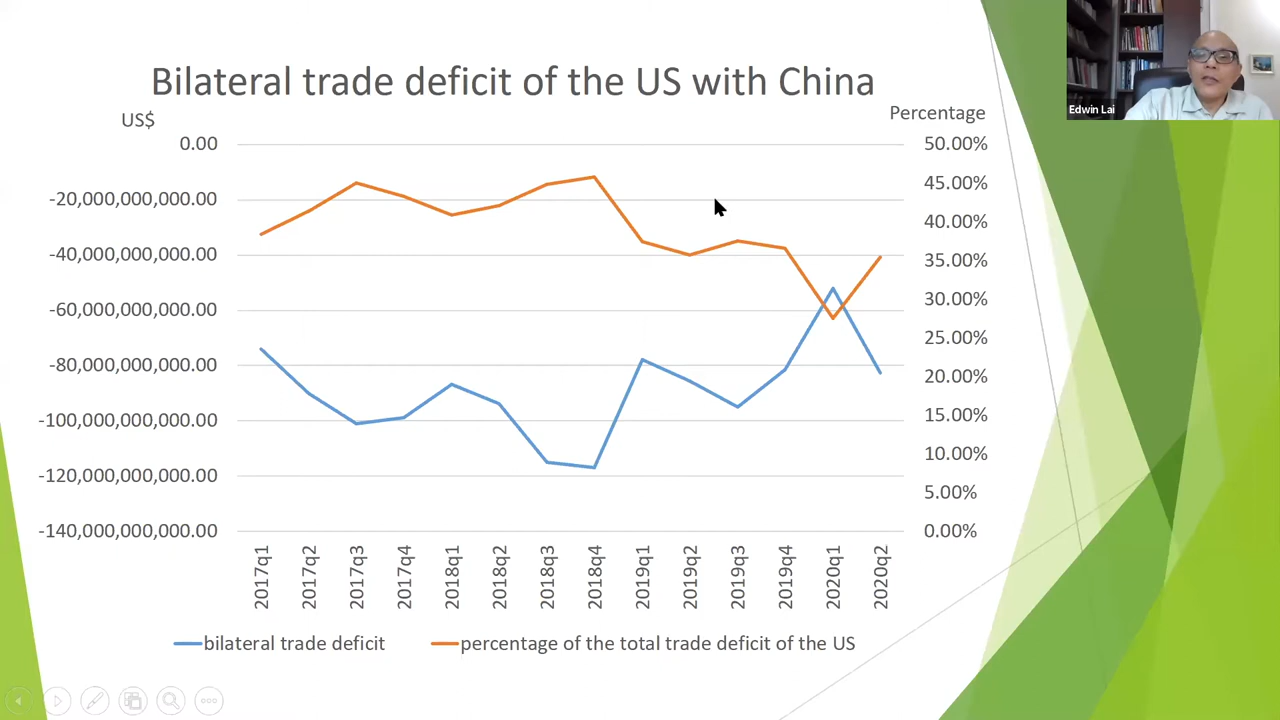 Bilateral trade deficit of the US with China
Edwin Lai
US$
Percentage
0.00
-20,000,000,000.00
-40,000,000,000.00
-60,000,000,000.00
-80,000,000,000.00
-100,000,000,000.00
-120,000,000,000.00
-140,000,000,000.00
50.00%
45.00%
40.00%
35.00%
30.00%
25.00%
20.00%
15.00%
10.00%
5.00%
0.00%
2017q1
2017q2
2017q3
2017q4
2018q1
2018q2
2018q3
2018q4
2019q1
2019q2
2019q3
2019q4
2020q1
2020q2
bilateral trade deficit
percentage of the total trade deficit of the US